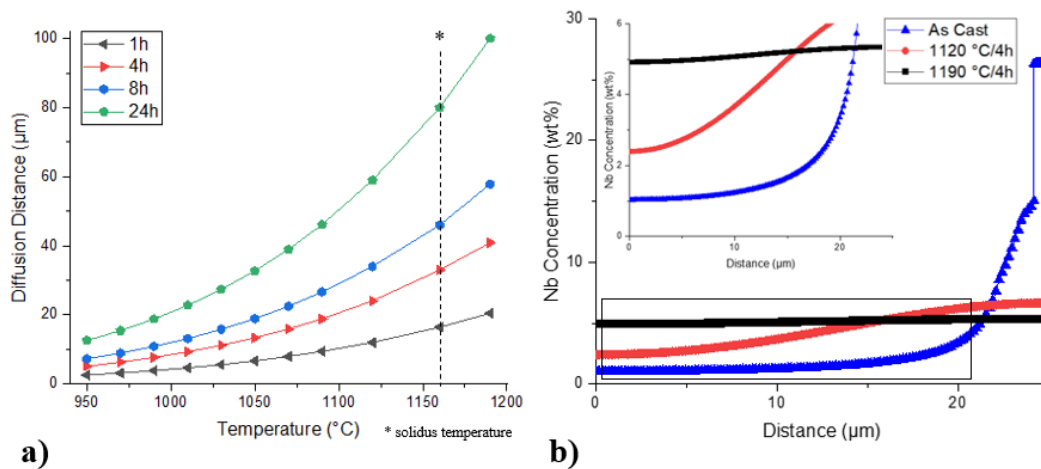 *
1h
4h
8h
24h
100
80
60
40
20
0
Diffusion Distance (µm)
950 1000 1050 1100 1150 1200
Temperature (°C)
* solidus temperature
a)
As Cast
1120 °C/4h
1190 °C/4h
30
20
10
0
Nb Concentration (wt%)
6
4
2
0
Nb Concentration (wt%)
0 10 20
Distance (µm)
0 5 10 15 20
Distance (µm)
b)